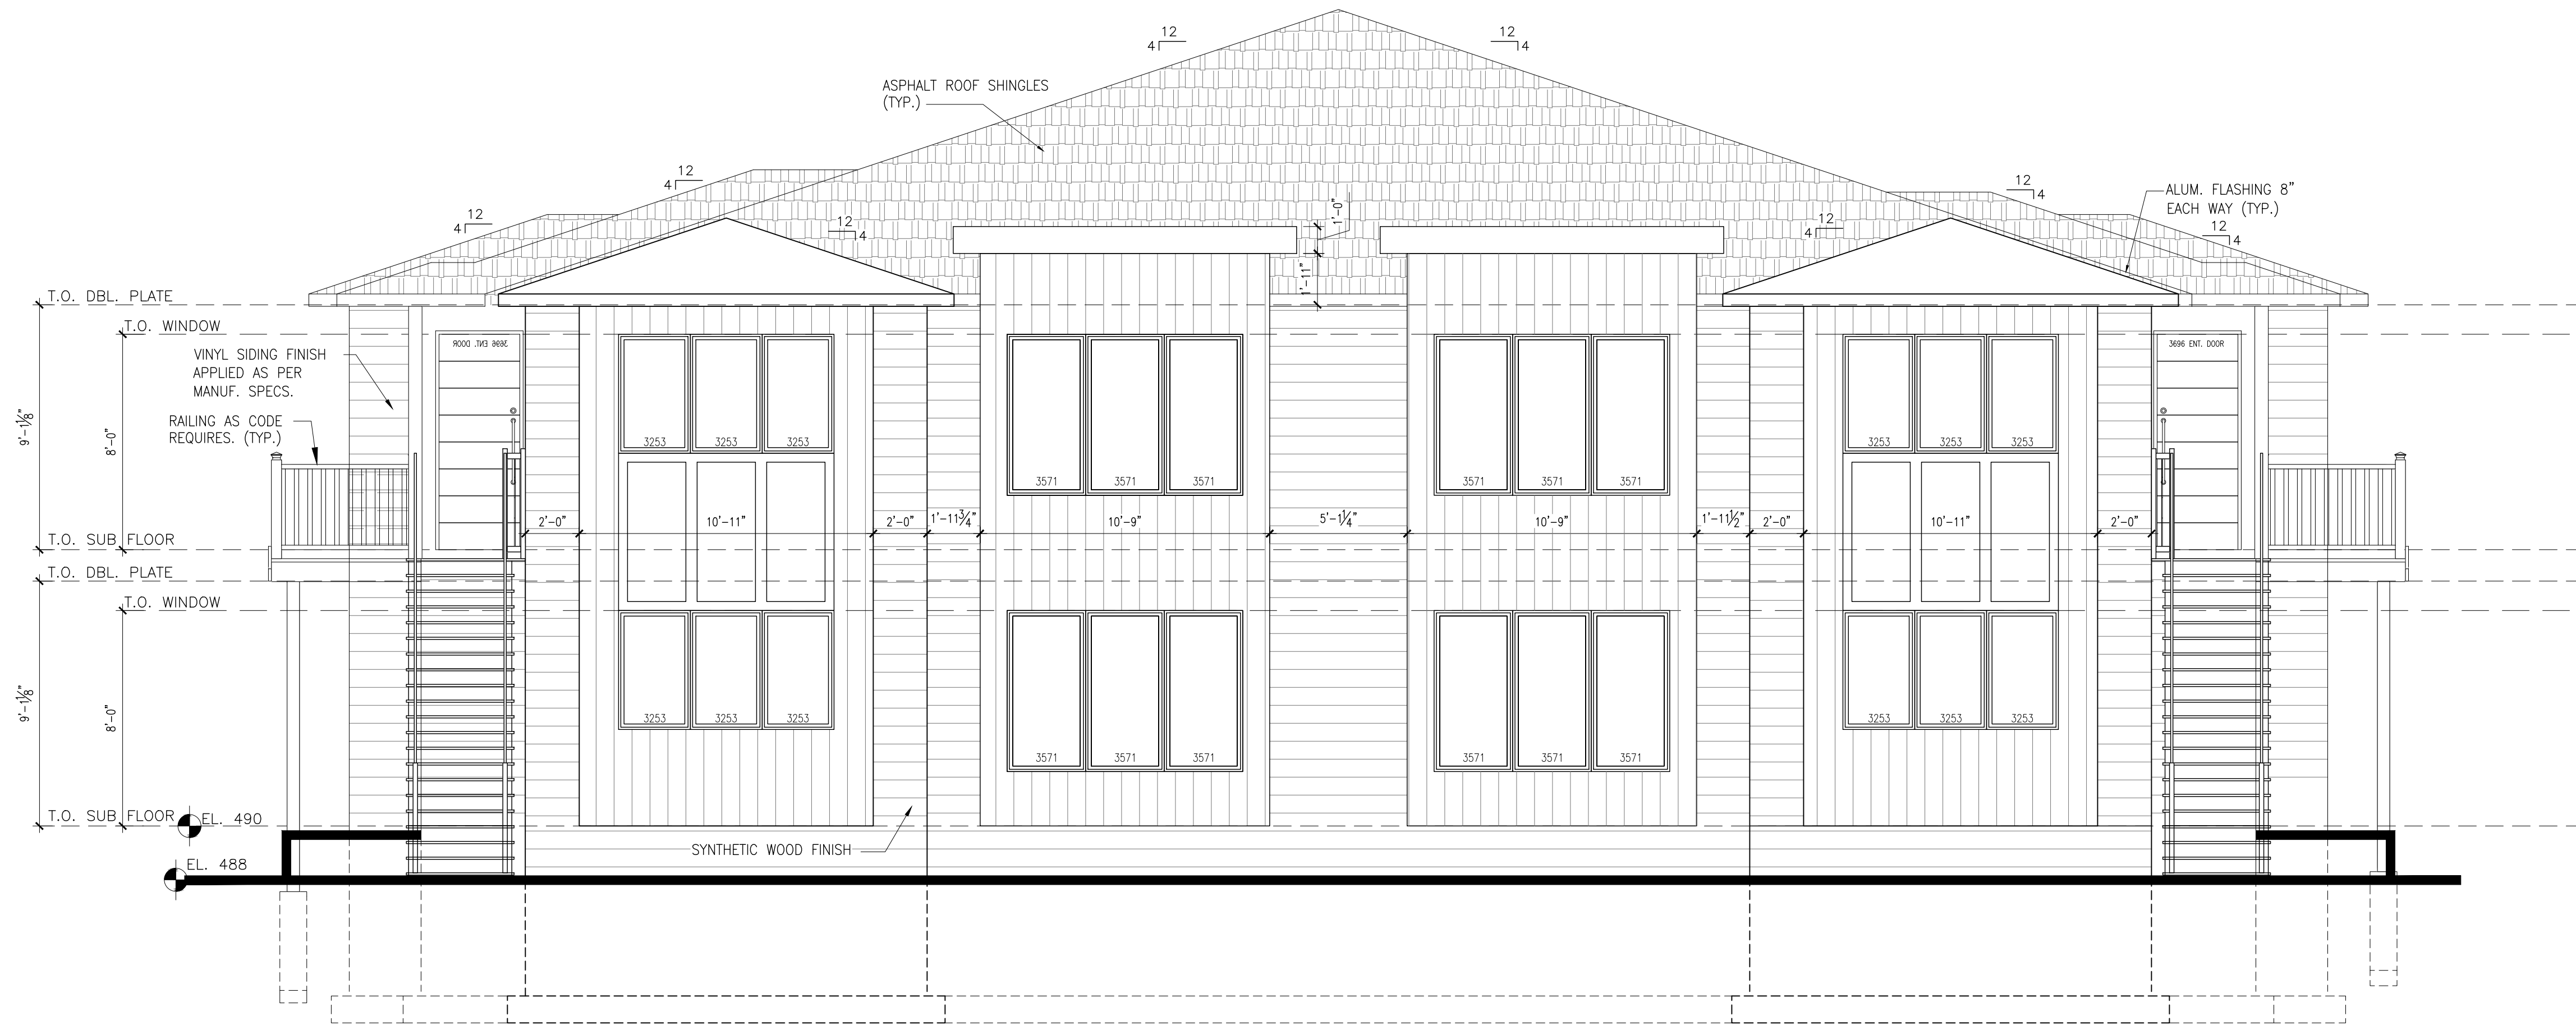 12
4
12
4
ASPHALT ROOF SHINGLES
(TYP.)
12
4
12
4
12
4
12
4
12
4
12
4
ALUM. FLASHING 8"
EACH WAY (TYP.)
1'-0"
1'-11"
T.O. DBL. PLATE
T.O. WINDOW
VINYL SIDING FINISH
APPLIED AS PER
MANUF. SPECS.
RAILING AS CODE
REQUIRES. (TYP.)
9'-1⅛"
8'-0"
3696 ENT. DOOR
3696 ENT. DOOR
3253 3253 3253
3253 3253 3253
3571 3571 3571
3571 3571 3571
2'-0" 10'-11" 2'-0" 1'-11¾" 10'-9" 5'-1¼" 10'-9" 1'-11½" 2'-0" 10'-11" 2'-0"
T.O. SUB FLOOR
T.O. DBL. PLATE
T.O. WINDOW
9'-1⅛"
8'-0"
3253 3253 3253
3253 3253 3253
3571 3571 3571
3571 3571 3571
T.O. SUB FLOOR
EL. 490
SYNTHETIC WOOD FINISH
EL. 488